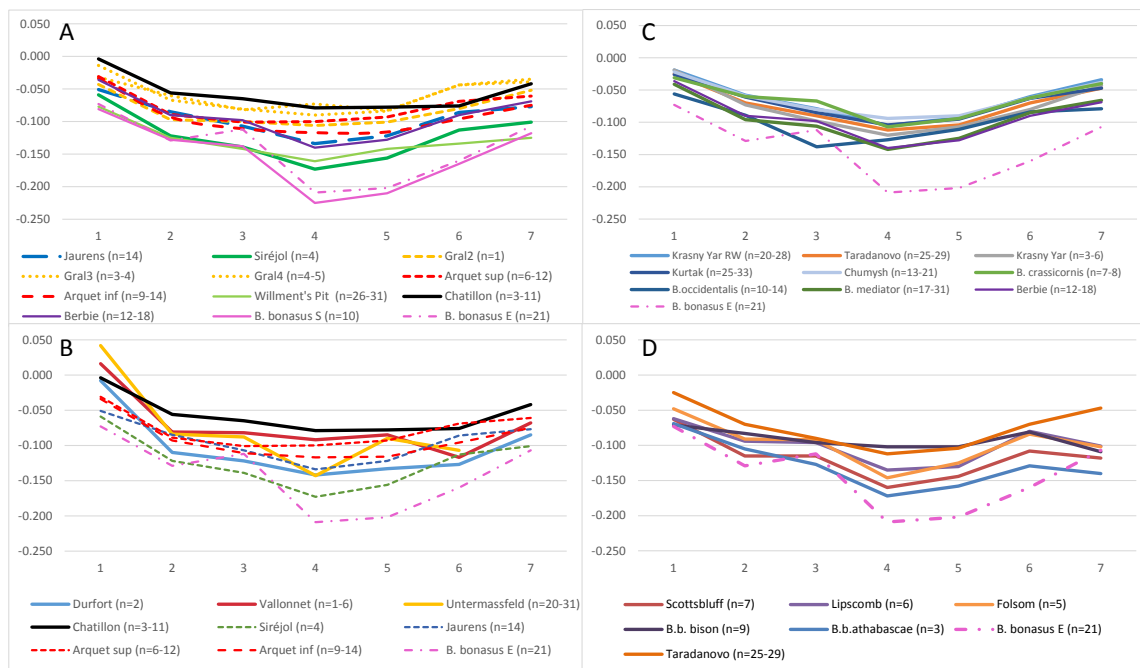 A
0.050
0.000
-0.050
-0.100
-0.150
-0.200
-0.250
1 2 3 4 5 6 7
Jaurens (n=14) Siréjol (n=4) Gral2 (n=1)
Gral3 (n=3-4) Gral4 (n=4-5) Arquet sup (n=6-12)
Arquet inf (n=9-14) Willment's Pit (n=26-31) Chatillon (n=3-11)
Berbie (n=12-18) B. bonasus S (n=10) B. bonasus E (n=21)
C
0.050
0.000
-0.050
-0.100
-0.150
-0.200
-0.250
1 2 3 4 5 6 7
Krasny Yar RW (n=20-28) Taradanovo (n=25-29) Krasny Yar (n=3-6)
Kurtak (n=25-33) Chumysh (n=13-21) B. crassicornis (n=7-8)
B.occidentalis (n=10-14) B. mediator (n=17-31) Berbie (n=12-18)
B. bonasus E (n=21)
B
0.050
0.000
-0.050
-0.100
-0.150
-0.200
-0.250
1 2 3 4 5 6 7
Durfort (n=2) Vallonnet (n=1-6) Untermassfeld (n=20-31)
Chatillon (n=3-11) Siréjol (n=4) Jaurens (n=14)
Arquet sup (n=6-12) Arquet inf (n=9-14) B. bonasus E (n=21)
D
0.050
0.000
-0.050
-0.100
-0.150
-0.200
-0.250
1 2 3 4 5 6 7
Scottsbluff (n=7) Lipscomb (n=6) Folsom (n=5)
B.b. bison (n=9) B.b.athabascae (n=3) B. bonasus E (n=21)
Taradanovo (n=25-29)